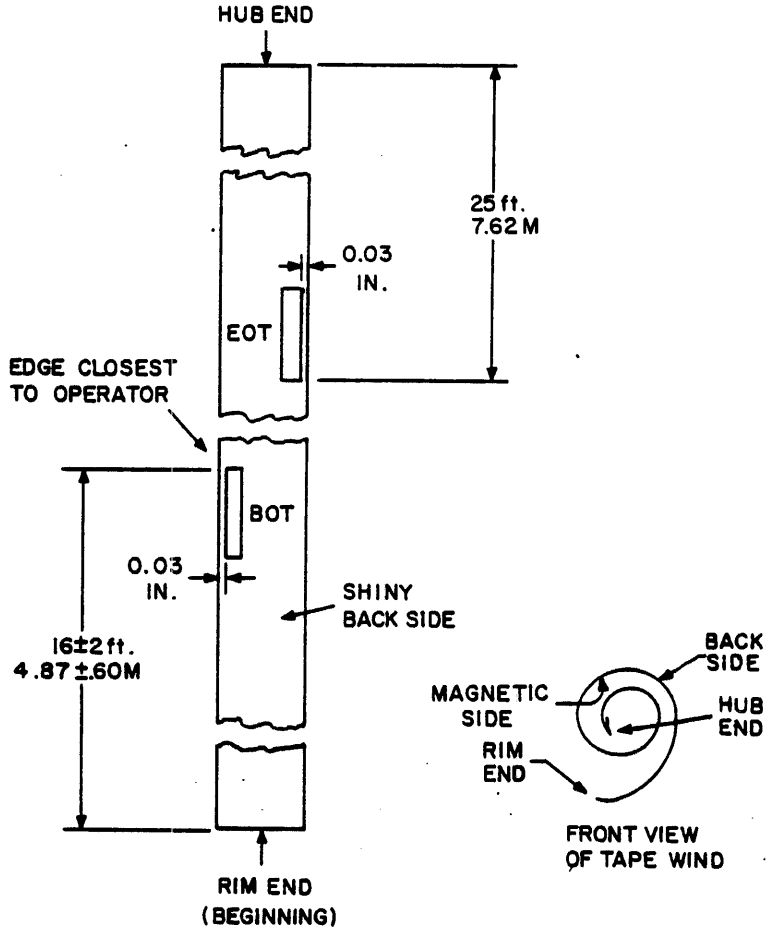 HUB END
25 ft.
7.62 M
0.03
IN.
EOT
EDGE CLOSEST
TO OPERATOR
BOT
0.03
IN.
SHINY
BACK SIDE
16±2 ft.
4.87 ±.60M
BACK
SIDE
MAGNETIC
SIDE
HUB
END
RIM
END
FRONT VIEW
OF TAPE WIND
RIM END
(BEGINNING)